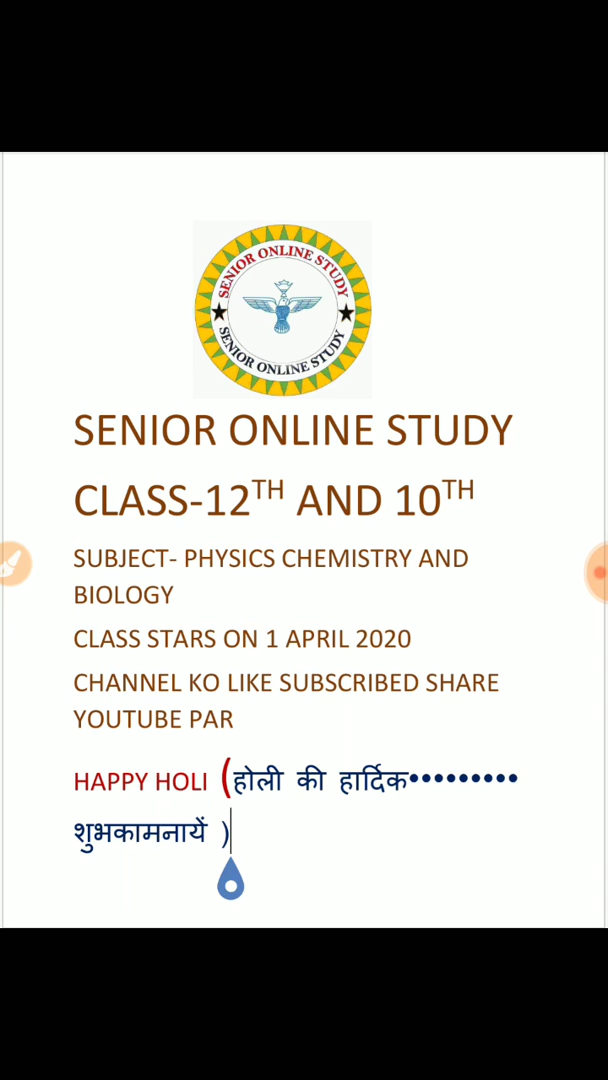 SENIOR ONLINE STUDY
SENIOR ONLINE STUDY
SENIOR ONLINE STUDY
CLASS-12TH AND 10TH
SUBJECT- PHYSICS CHEMISTRY AND
BIOLOGY
CLASS STARS ON 1 APRIL 2020
CHANNEL KO LIKE SUBSCRIBED SHARE
YOUTUBE PAR
HAPPY HOLI (होली की हार्दिक•••••••••
शुभकामनायें )